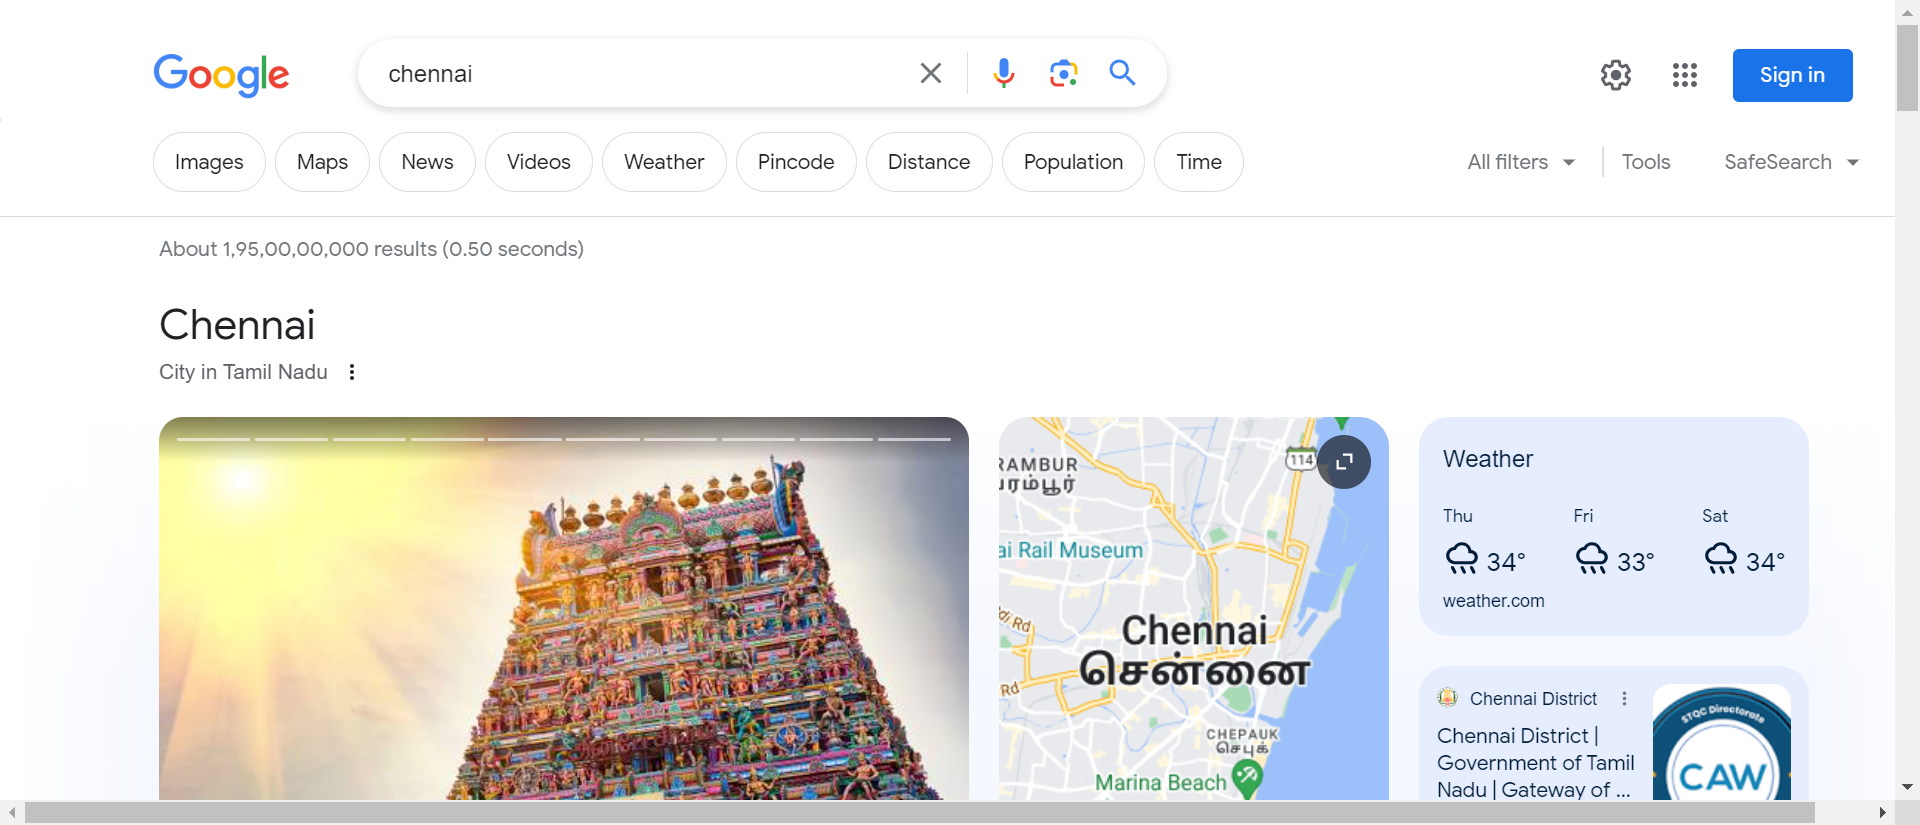 Google
chennai
Sign in
Images
Maps
News
Videos
Weather
Pincode
Distance
Population
Time
All filters
Tools
SafeSearch
About 1,95,00,00,000 results (0.50 seconds)
Chennai
City in Tamil Nadu
RAMBUR
114
ai Rail Museum
di Rd
Chennai
சென்னை
Rd
CHEPAUK
செபுக்
Marina Beach
Weather
Thu Fri Sat
34° 33° 34°
weather.com
Chennai District
Chennai District |
Government of Tamil
Nadu | Gateway of ...
STQC Directorate
CAW